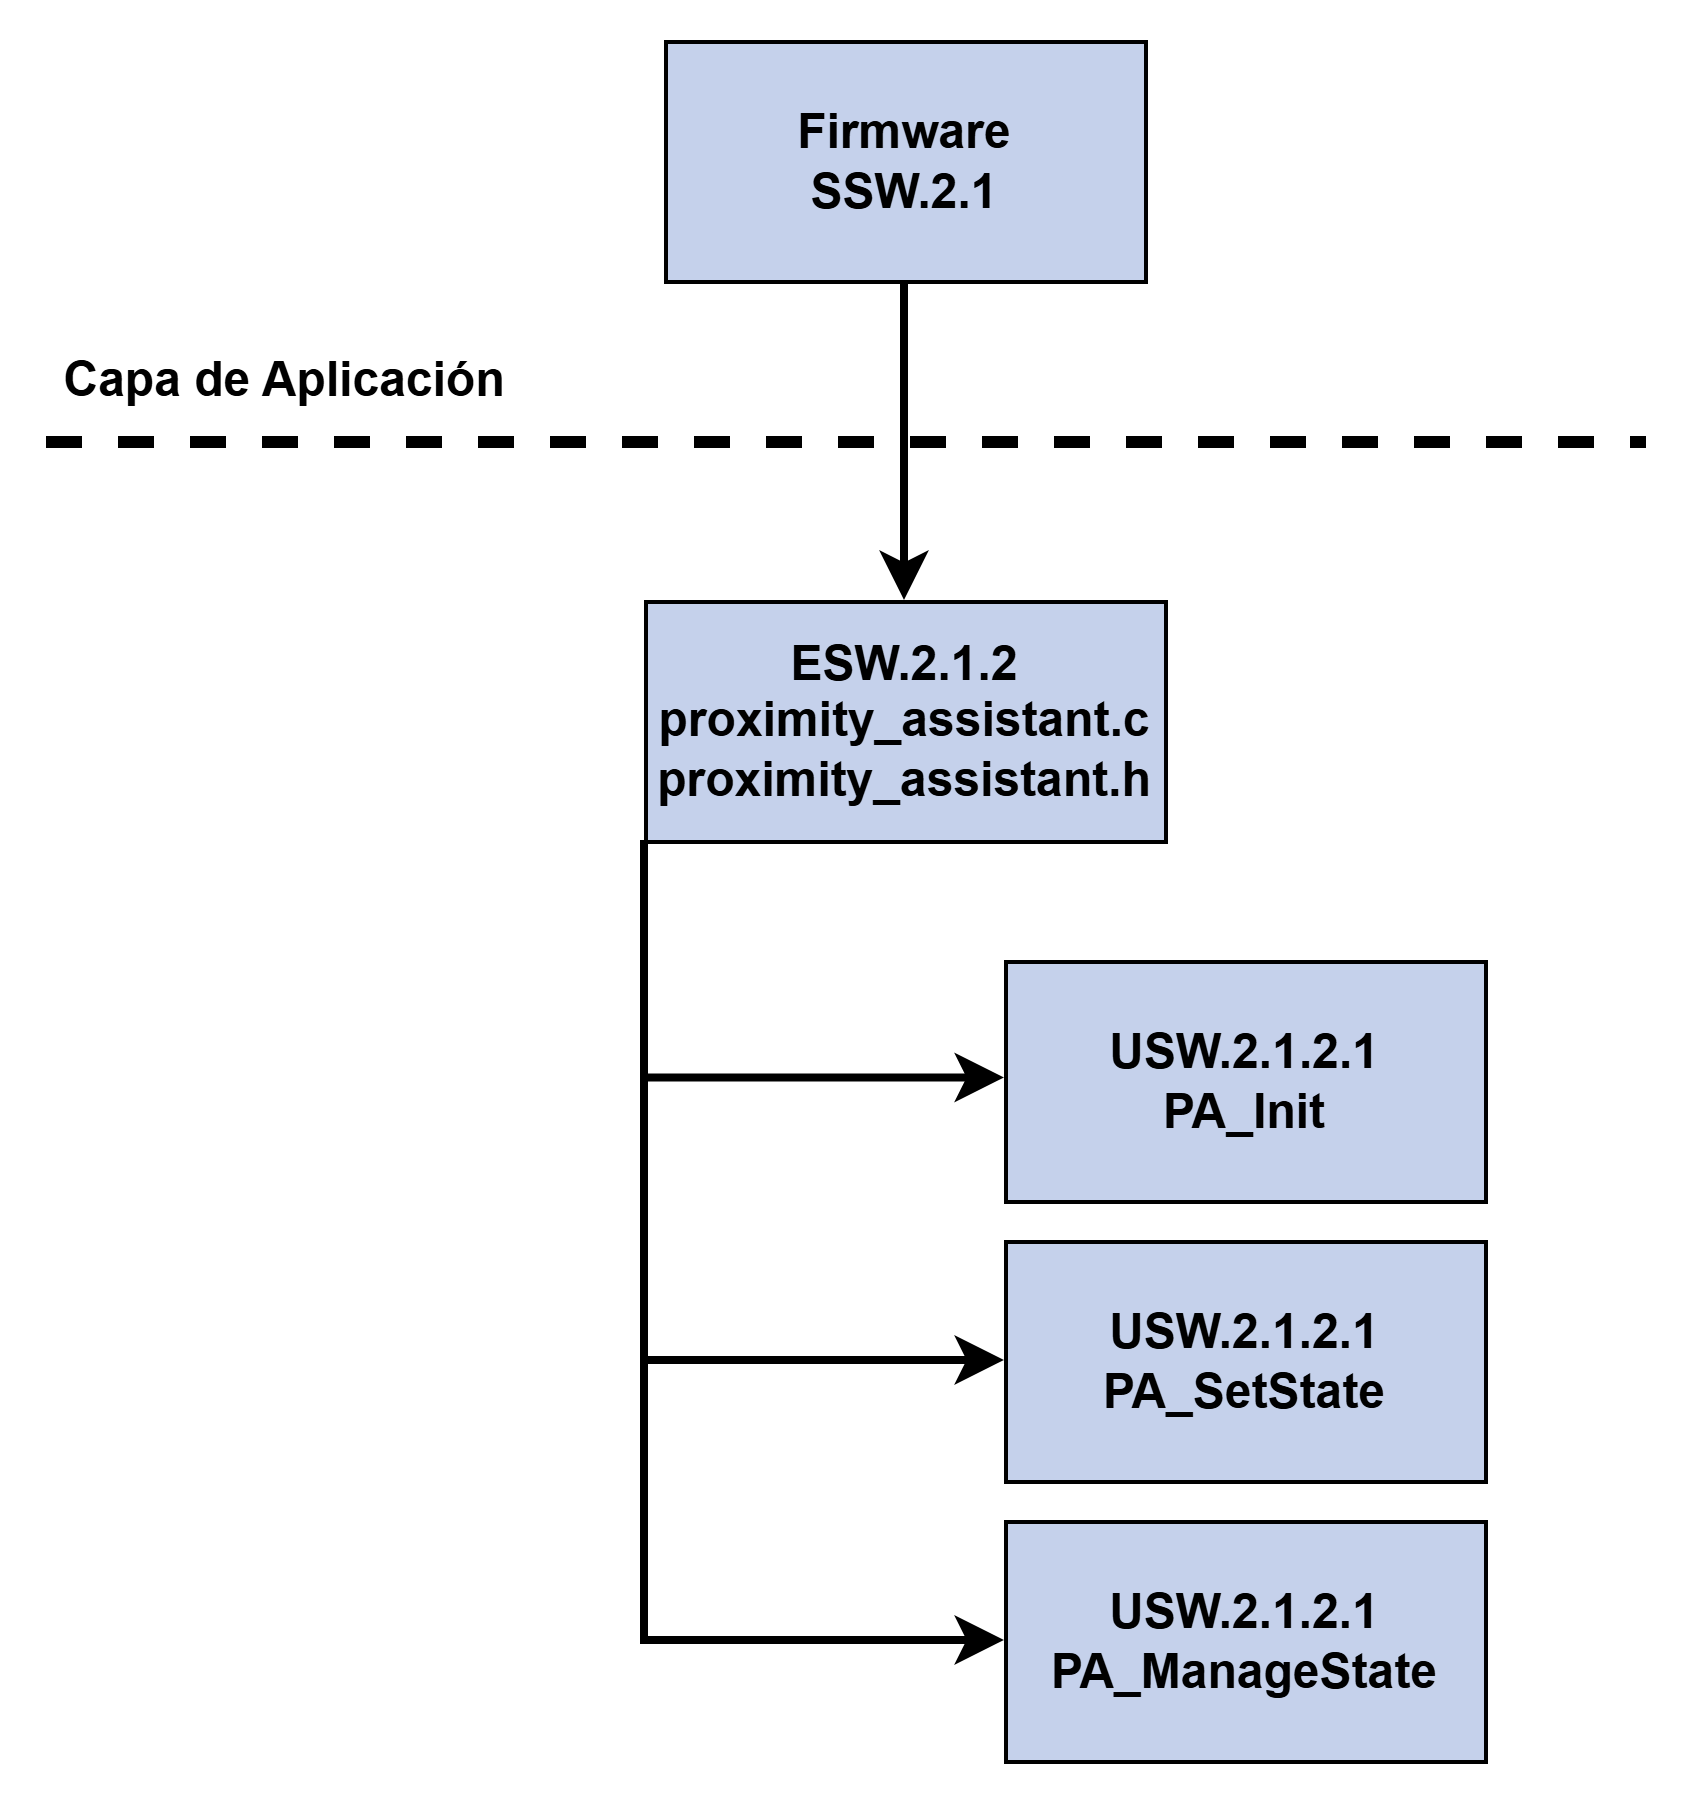 Firmware
SSW.2.1
Capa de Aplicación
ESW.2.1.2
proximity_assistant.c
proximity_assistant.h
USW.2.1.2.1
PA_Init
USW.2.1.2.1
PA_SetState
USW.2.1.2.1
PA_ManageState